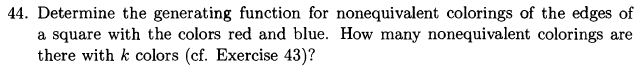 44. Determine the generating function for nonequivalent colorings of the edges of
a square with the colors red and blue. How many nonequivalent colorings are
there with k colors (cf. Exercise 43)?